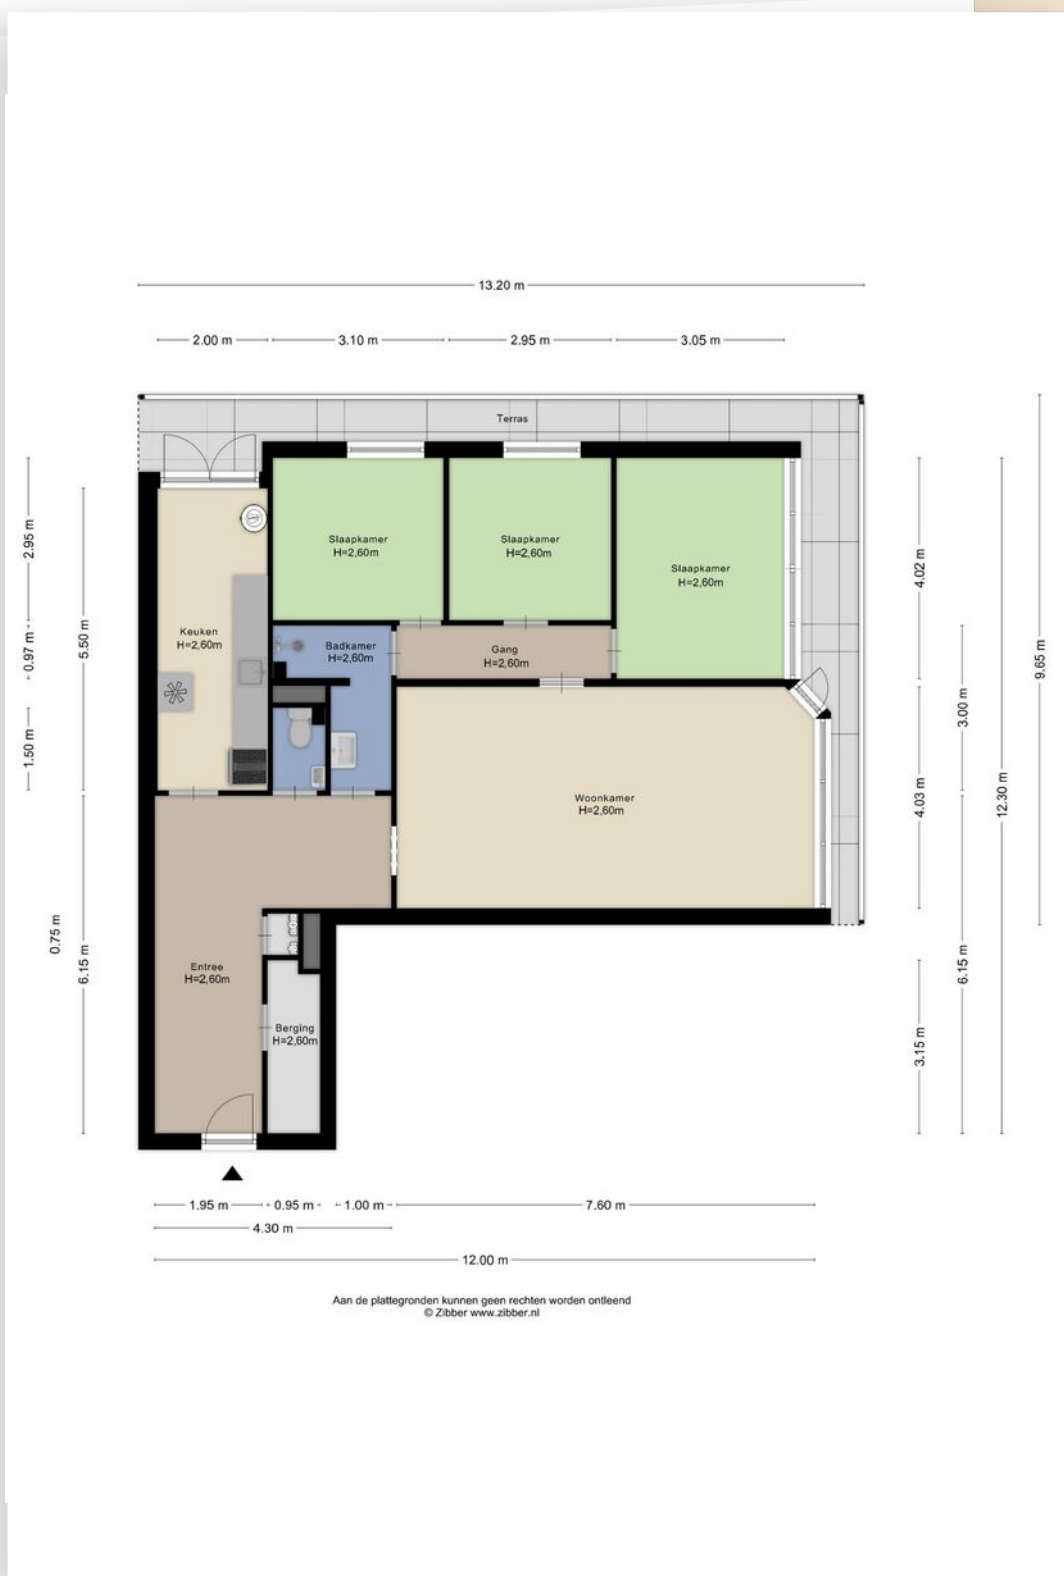 13.20 m
2.00 m
3.10 m
2.95 m
3.05 m
Terras
2.95 m
0.97 m
1.50 m
5.50 m
0.75 m
6.15 m
Slaapkamer
H=2,60m
Slaapkamer
H=2,60m
Slaapkamer
H=2,60m
Keuken
H=2,60m
Badkamer
H=2,60m
Gang
H=2,60m
Woonkamer
H=2,60m
Entree
H=2,60m
Berging
H=2,60m
4.02 m
4.03 m
3.15 m
3.00 m
6.15 m
12.30 m
9.65 m
1.95 m
0.95 m
1.00 m
7.60 m
4.30 m
12.00 m
Aan de plattegronden kunnen geen rechten worden ontleend
© Zibber www.zibber.nl